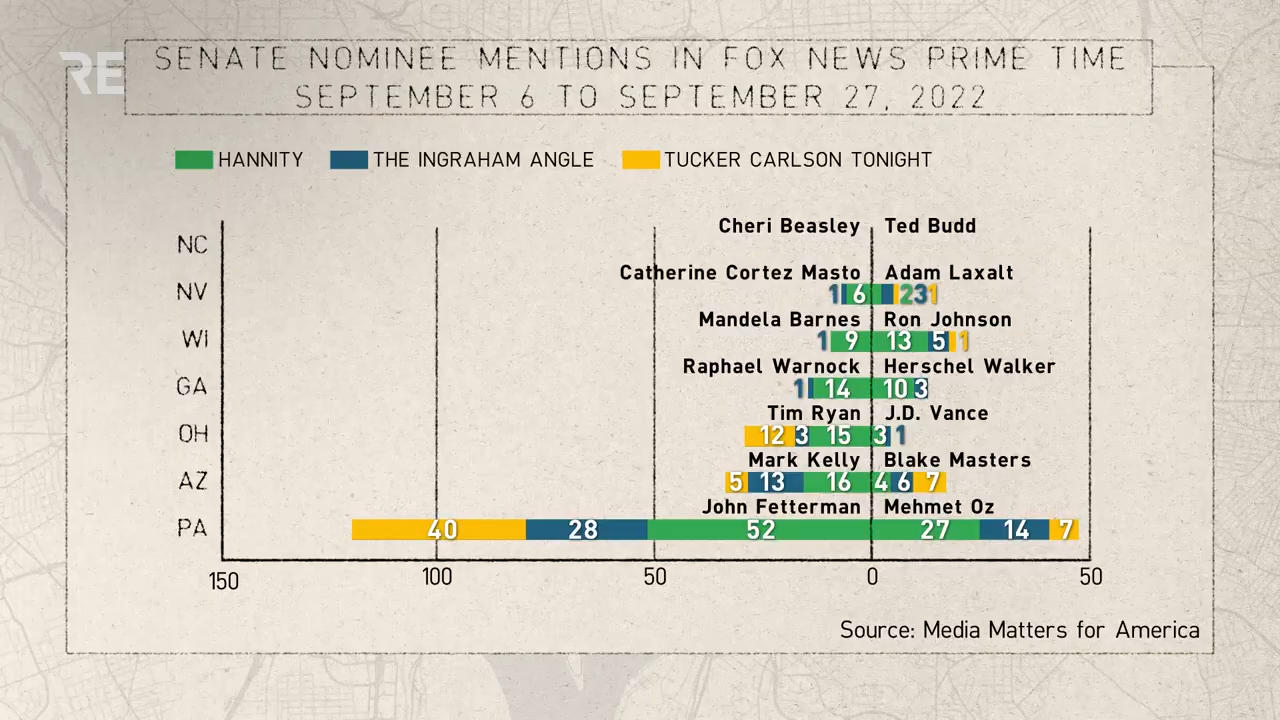 RE
SENATE NOMINEE MENTIONS IN FOX NEWS PRIME TIME
SEPTEMBER 6 TO SEPTEMBER 27, 2022
HANNITY THE INGRAHAM ANGLE TUCKER CARLSON TONIGHT
Cheri Beasley Ted Budd
NC
Catherine Cortez Masto Adam Laxalt
NV 1 6 2 3 1
Mandela Barnes Ron Johnson
WI 1 9 13 5 1
Raphael Warnock Herschel Walker
GA 1 14 10 3
Tim Ryan J.D. Vance
OH 12 3 15 3 1
Mark Kelly Blake Masters
AZ 5 13 16 4 6 7
John Fetterman Mehmet Oz
PA 40 28 52 27 14 7
150 100 50 0 50
Source: Media Matters for America